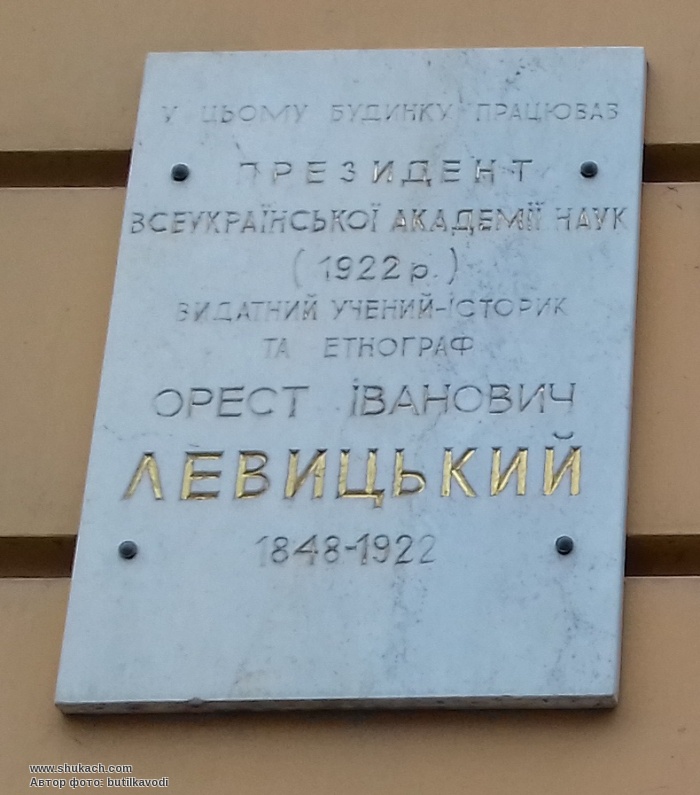 У ЦЬОМУ БУДИНКУ ПРАЦЮВАВ
ПРЕЗИДЕНТ
ВСЕУКРАЇНСЬКОЇ АКАДЕМІЇ НАУК
(1922 р.)
ВИДАТНИЙ УЧЕНИЙ-ІСТОРИК
ТА ЕТНОГРАФ
ОРЕСТ ІВАНОВИЧ
ЛЕВИЦЬКИЙ
1848-1922
www.shukach.com
Автор фото: butilkavodi